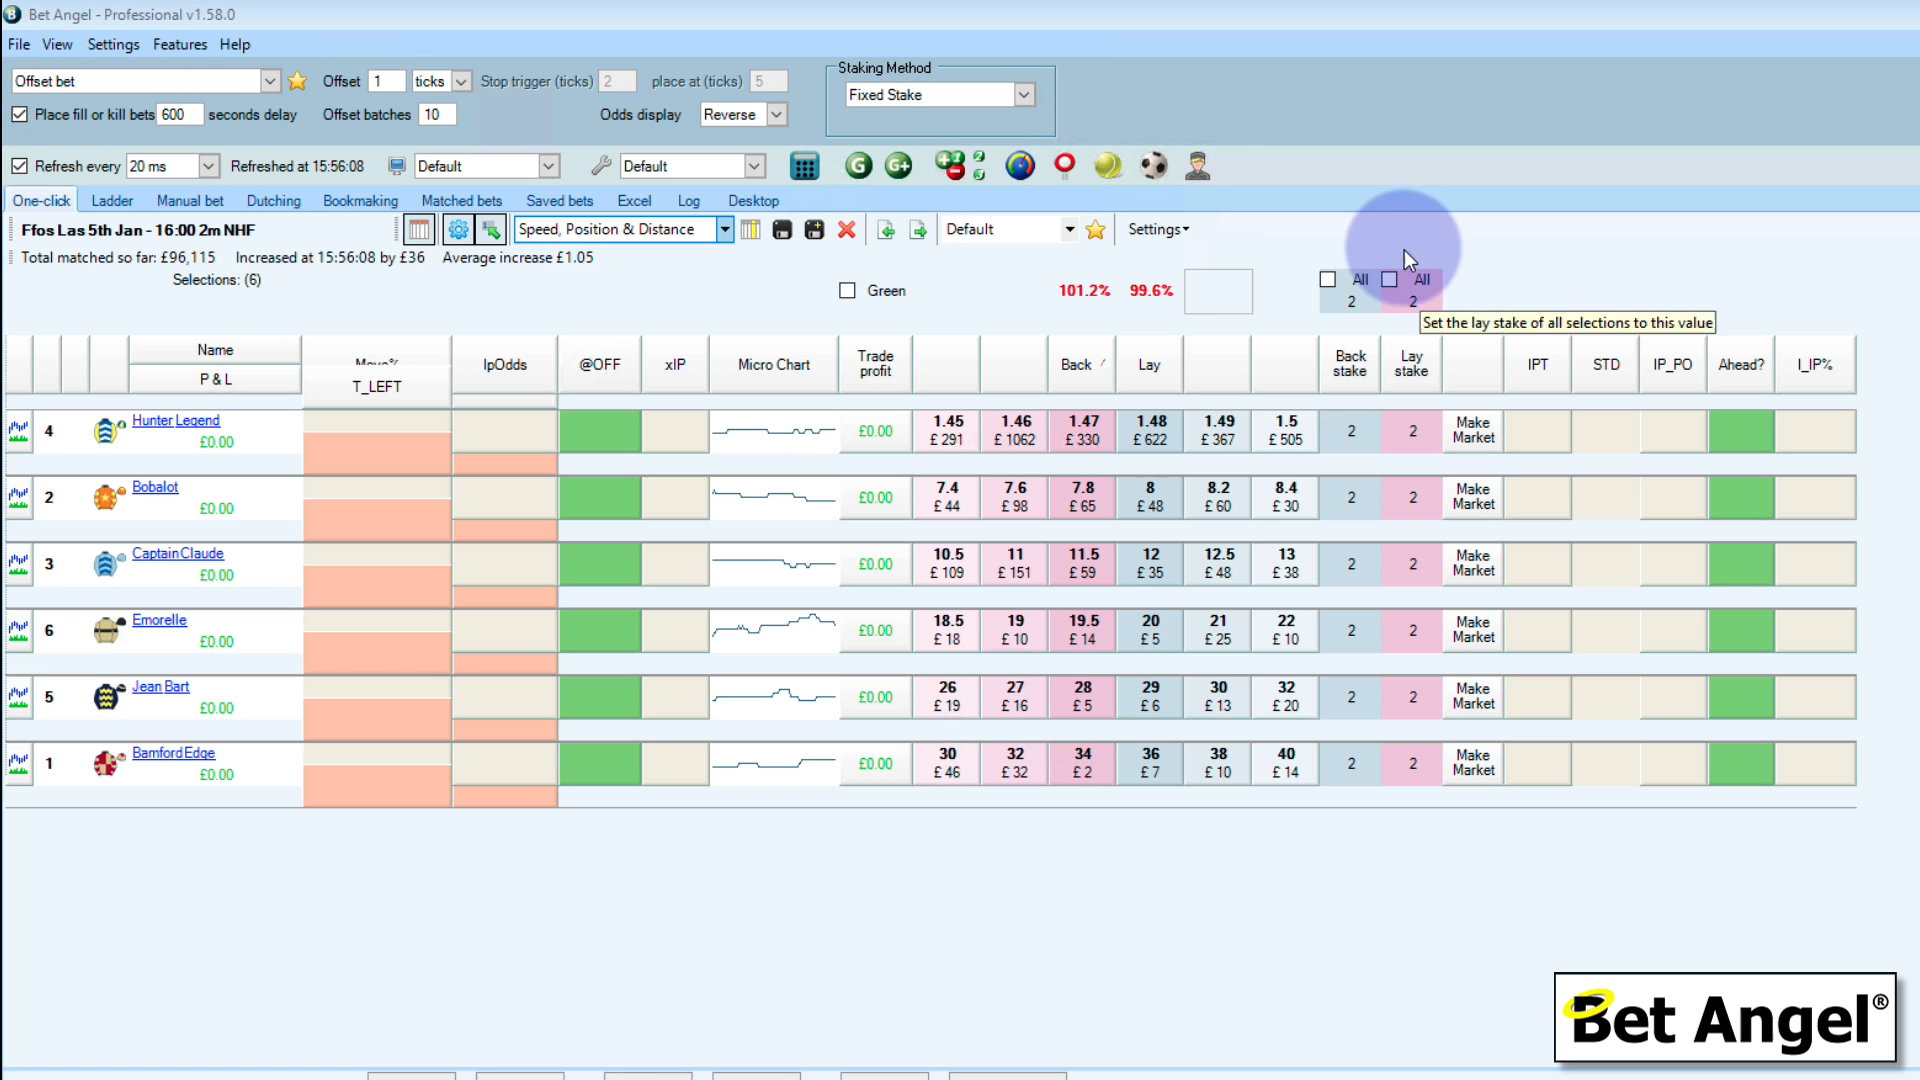 Bet Angel - Professional v1.58.0
File View Settings Features Help
Offset bet Offset 1 ticks Stop trigger (ticks) 2 place at (ticks) 5
Staking Method
Fixed Stake
Place fill or kill bets 600 seconds delay Offset batches 10 Odds display Reverse
Refresh every 20 ms Refreshed at 15:56:08 Default Default G G+
One-click Ladder Manual bet Dutching Bookmaking Matched bets Saved bets Excel Log Desktop
Ffos Las 5th Jan - 16:00 2m NHF Speed, Position & Distance Default Settings
Total matched so far: £96,115 Increased at 15:56:08 by £36 Average increase £1.05
Selections: (6)
Green 101.2% 99.6% All All
2 2
Set the lay stake of all selections to this value
Name Move% IpOdds @OFF xIP Micro Chart Trade profit Back Lay Back stake Lay stake IPT STD IP_PO Ahead? I_IP%
P & L T_LEFT
4 Hunter Legend 1.45 1.46 1.47 1.48 1.49 1.5 Make
£0.00 £0.00 £ 291 £ 1062 £ 330 £ 622 £ 367 £ 505 2 2 Market
2 Bobalot 7.4 7.6 7.8 8 8.2 8.4 Make
£0.00 £0.00 £ 44 £ 98 £ 65 £ 48 £ 60 £ 30 2 2 Market
3 Captain Claude 10.5 11 11.5 12 12.5 13 Make
£0.00 £0.00 £ 109 £ 151 £ 59 £ 35 £ 48 £ 38 2 2 Market
6 Emorelle 18.5 19 19.5 20 21 22 Make
£0.00 £0.00 £ 18 £ 10 £ 14 £ 5 £ 25 £ 10 2 2 Market
5 Jean Bart 26 27 28 29 30 32 Make
£0.00 £0.00 £ 19 £ 16 £ 5 £ 6 £ 13 £ 20 2 2 Market
1 Bamford Edge 30 32 34 36 38 40 Make
£0.00 £0.00 £ 46 £ 32 £ 2 £ 7 £ 10 £ 14 2 2 Market
Bet Angel®